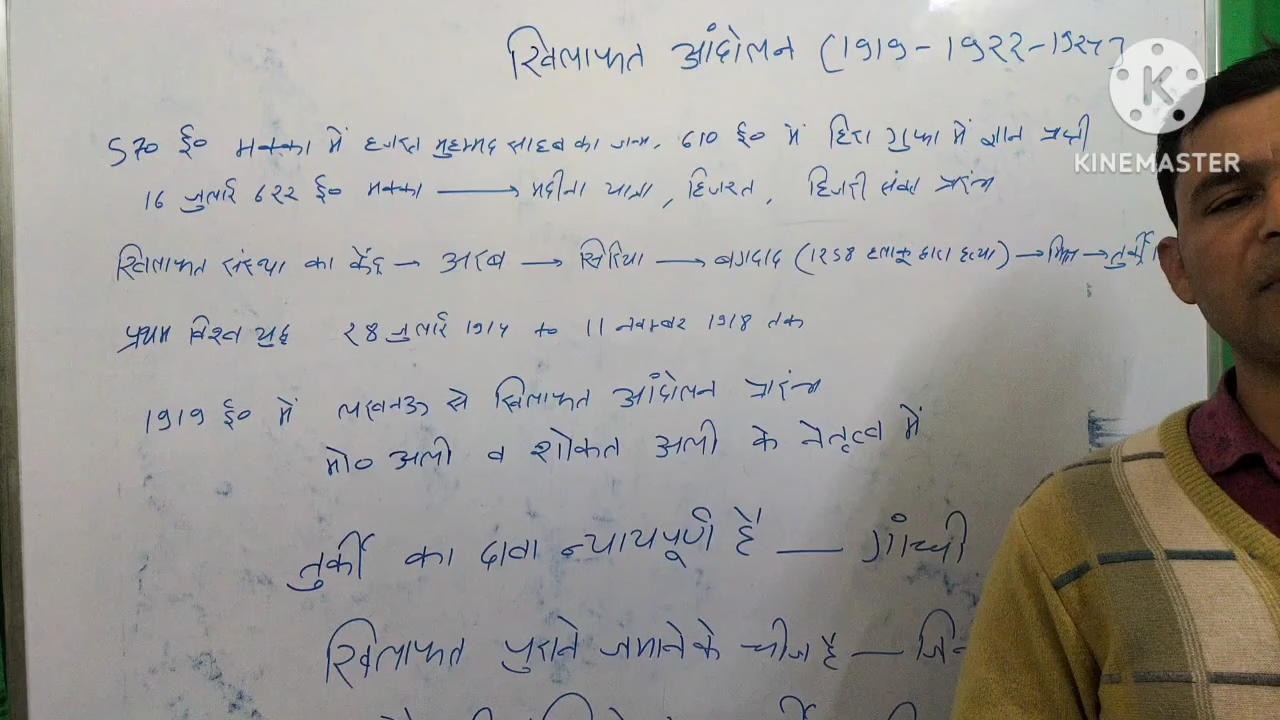 खिलाफत आंदोलन (1919 - 1922 - 1924)
570 ई० मक्का में हजरत मुहम्मद साहब का जन्म, 610 ई० में हिरा गुफा में ज्ञान प्राप्ती
16 जुलाई 622 ई० मक्का → मदीना यात्रा, हिजरत, हिजरी संवत प्रारंभ
खिलाफत संस्था का केंद्र → अरब → सिरिया → बगदाद (1258 हलाकू द्वारा हत्या) → मिस्र → तुर्की
प्रथम विश्व युद्ध 28 जुलाई 1914 to 11 नवम्बर 1918 तक
1919 ई० में लखनऊ से खिलाफत आंदोलन प्रारंभ
मो० अली व शौकत अली के नेतृत्व में
तुर्की का दावा न्यायपूर्ण है — गांधी
खिलाफत पुराने जमाने के चीज है —
K
KINEMASTER